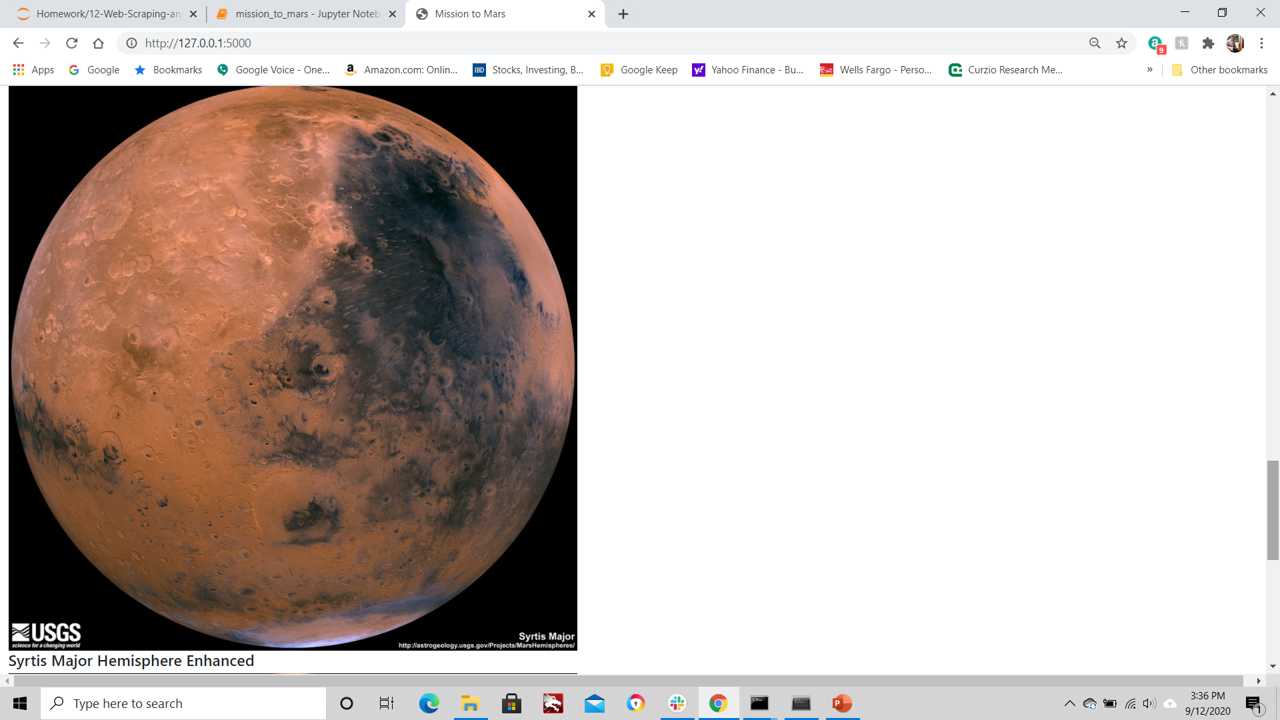 Homework/12-Web-Scraping-an
mission_to_mars - Jupyter Noteb
Mission to Mars
http://127.0.0.1:5000
9
Apps
Google
Bookmarks
Google Voice - One...
Amazon.com: Onlin...
IBD
Stocks, Investing, B...
Google Keep
Yahoo Finance - Bu...
Wells Fargo - Perso...
Curzio Research Me...
»
Other bookmarks
USGS
science for a changing world
Syrtis Major
http://astrogeology.usgs.gov/Projects/MarsHemispheres/
Syrtis Major Hemisphere Enhanced
Type here to search
3:36 PM
9/12/2020
1